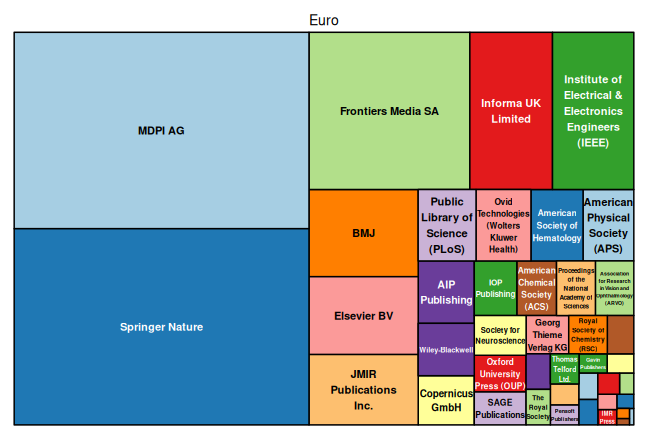 Euro
MDPI AG
Springer Nature
Frontiers Media SA
Informa UK
Limited
Institute of
Electrical &
Electronics
Engineers
(IEEE)
BMJ
Elsevier BV
JMIR
Publications
Inc.
Public
Library of
Science
(PLoS)
Ovid
Technologies
(Wolters
Kluwer
Health)
American
Society of
Hematology
American
Physical
Society
(APS)
AIP
Publishing
Wiley-Blackwell
Copernicus
GmbH
IOP
Publishing
American
Chemical
Society
(ACS)
Proceedings
of the
National
Academy of
Sciences
Association
for Research
in Vision and
Ophthalmology
(ARVO)
Society for
Neuroscience
Georg
Thieme
Verlag KG
Royal
Society of
Chemistry
(RSC)
Oxford
University
Press (OUP)
SAGE
Publications
The
Royal
Society
Thomas
Telford
Ltd.
Pensoft
Publishers
Gavin
Publishers
IMR
Press